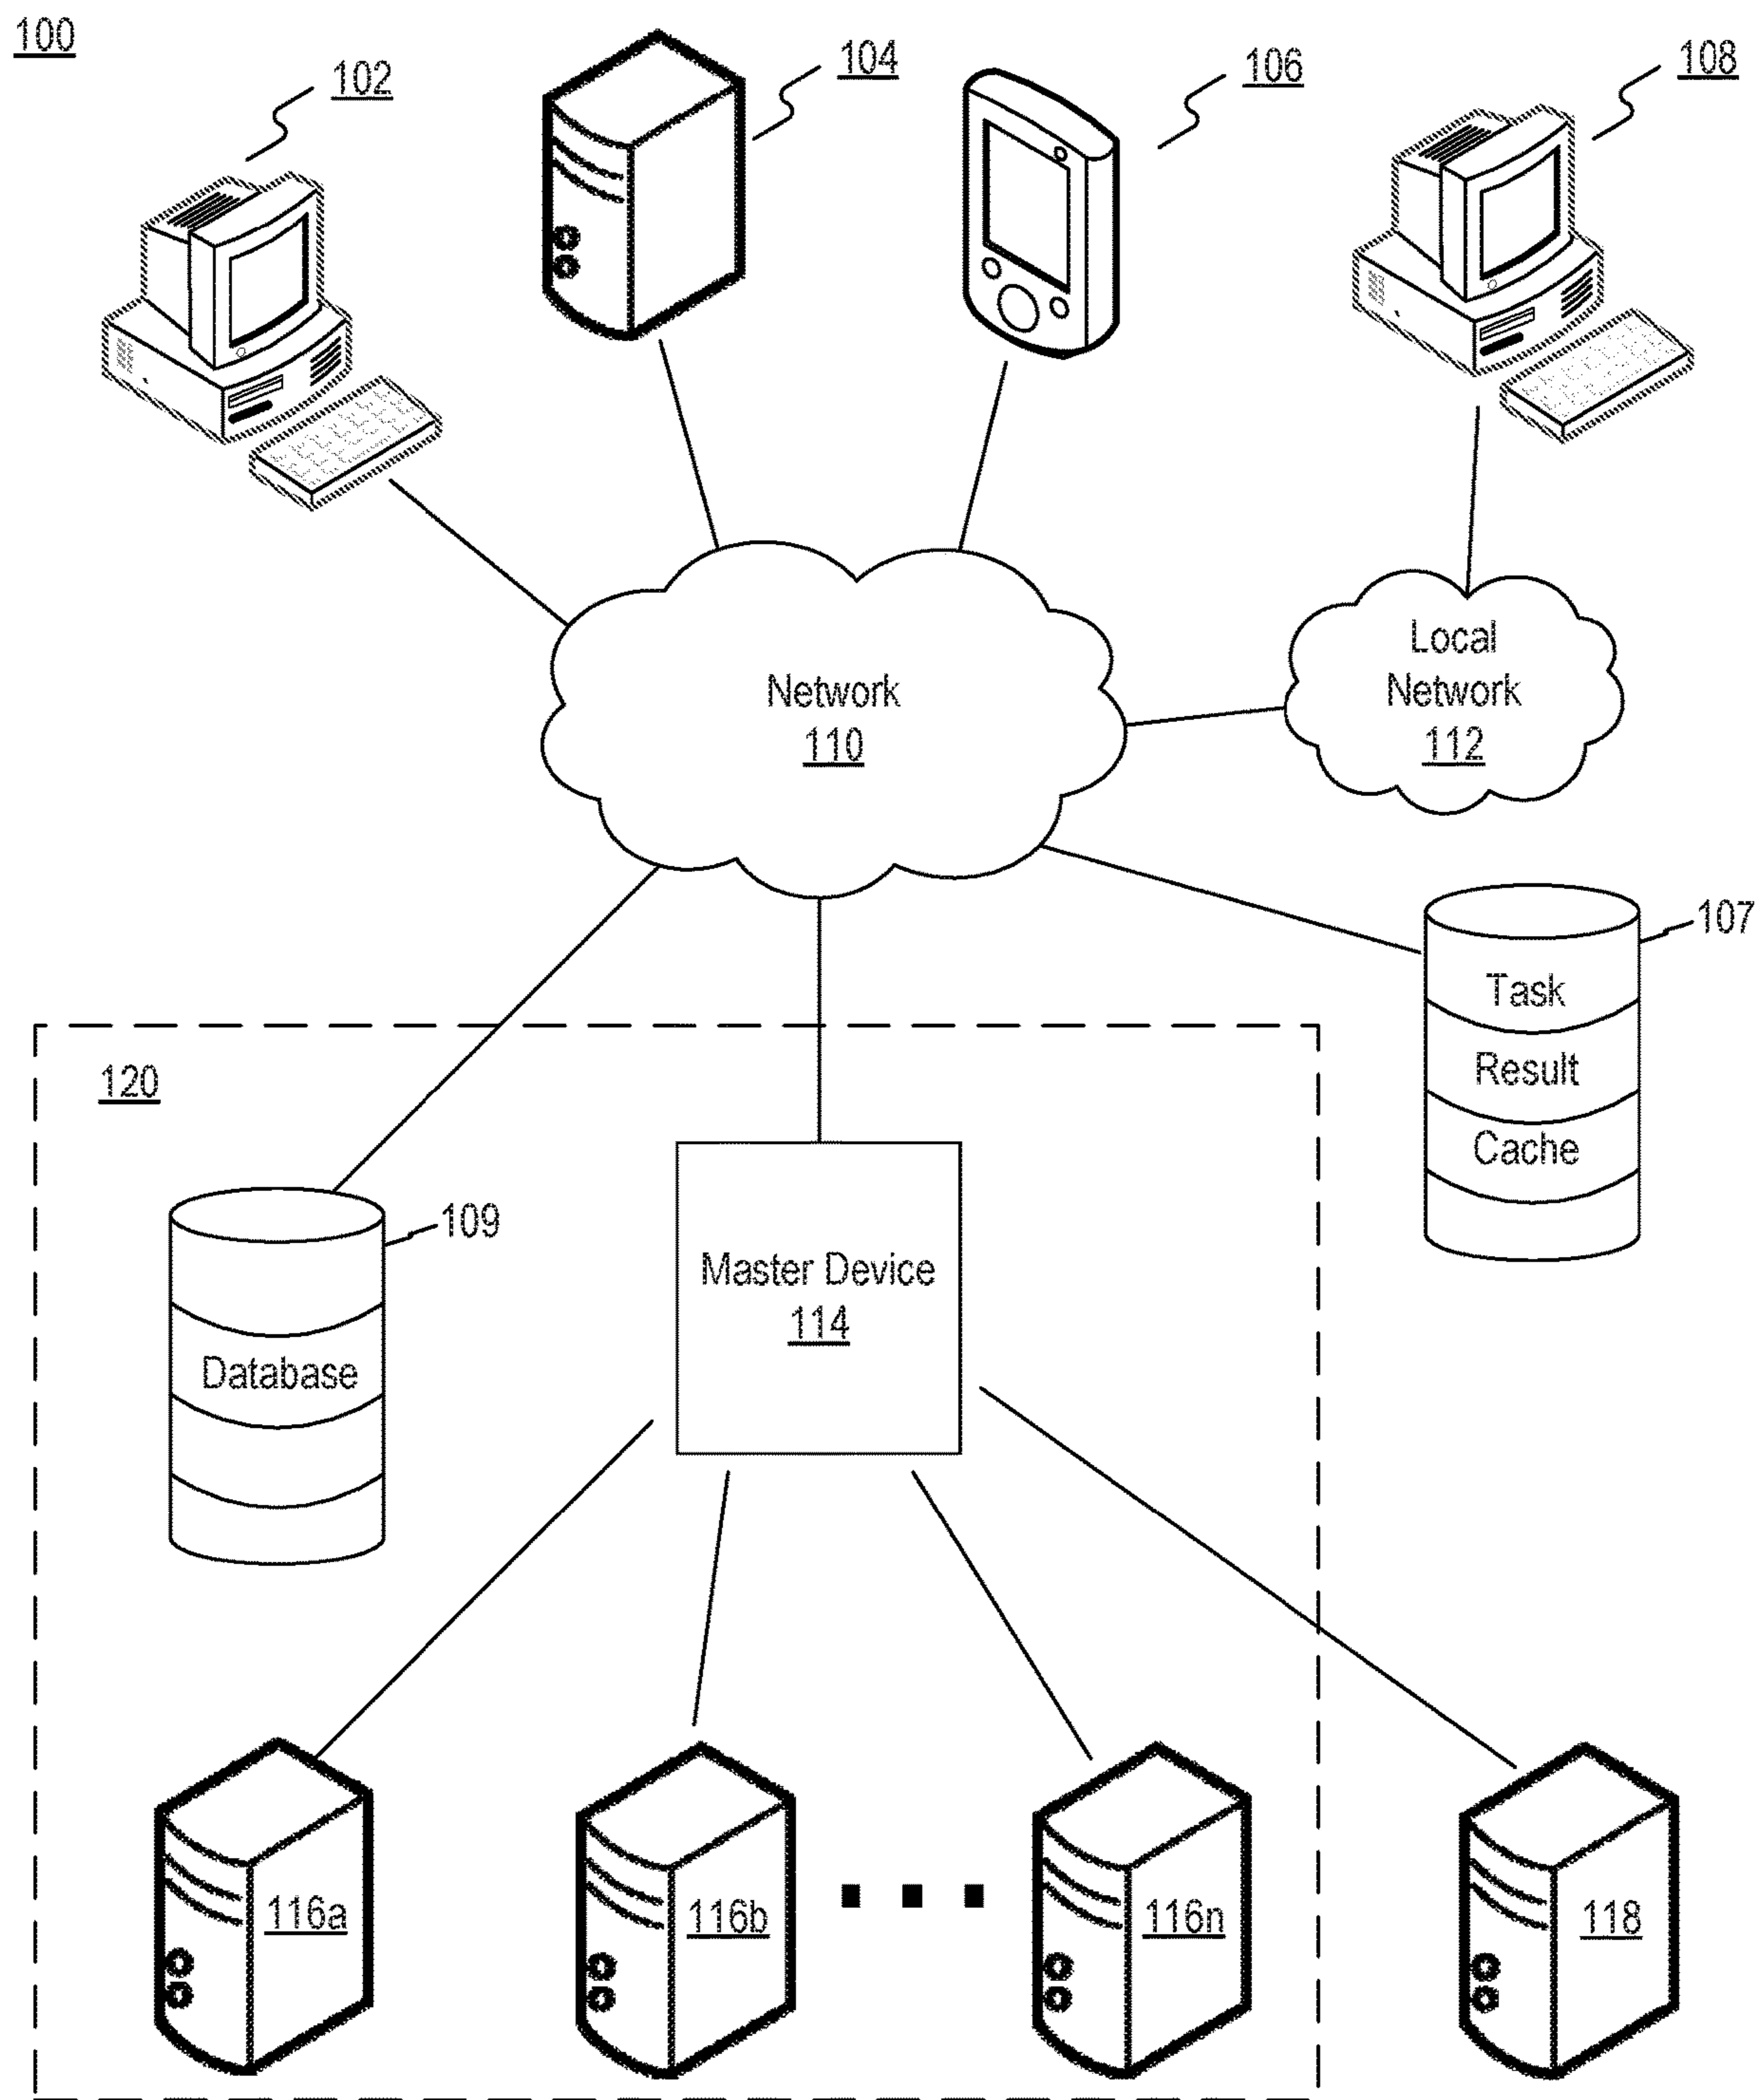 100
102
104
106
108
Network
110
Local
Network
112
107
Task
Result
Cache
120
109
Database
Master Device
114
116a
116b
116n
118